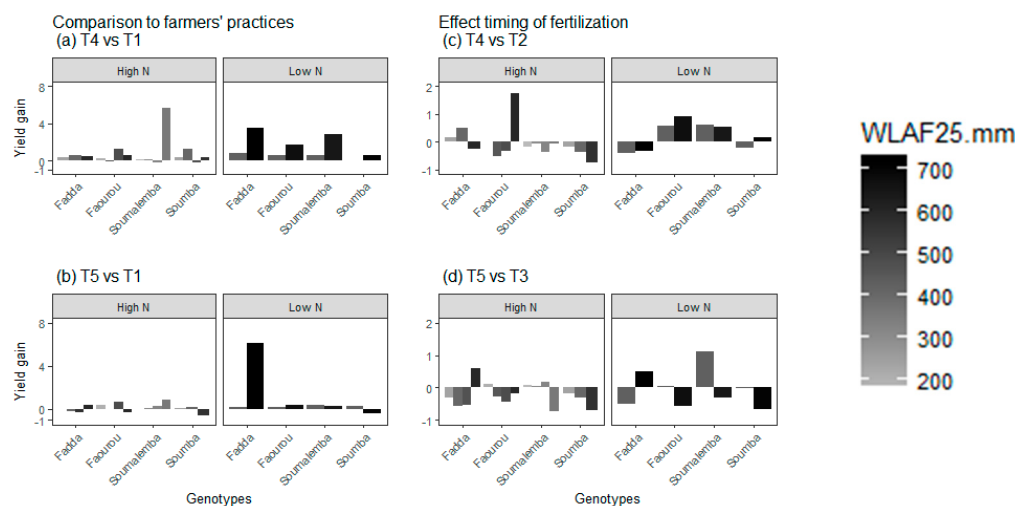 Comparison to farmers' practices
(a) T4 vs T1
High N
Low N
Yield gain
8
4
0
-1
Fadda
Faourou
Soumalemba
Soumba
Fadda
Faourou
Soumalemba
Soumba
Effect timing of fertilization
(c) T4 vs T2
High N
Low N
2
1
0
-1
Fadda
Faourou
Soumalemba
Soumba
Fadda
Faourou
Soumalemba
Soumba
(b) T5 vs T1
High N
Low N
Yield gain
8
4
0
-1
Fadda
Faourou
Soumalemba
Soumba
Fadda
Faourou
Soumalemba
Soumba
Genotypes
(d) T5 vs T3
High N
Low N
2
1
0
-1
Fadda
Faourou
Soumalemba
Soumba
Fadda
Faourou
Soumalemba
Soumba
Genotypes
WLAF25.mm
700
600
500
400
300
200